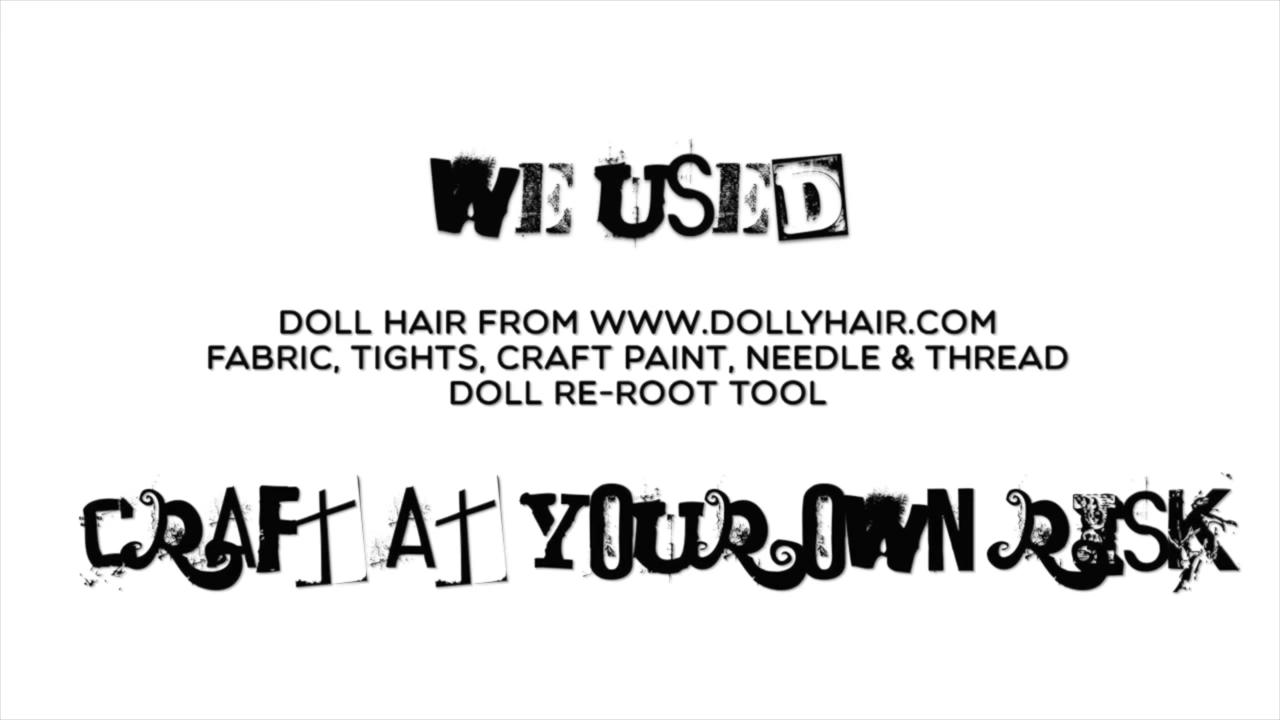 WE USED
DOLL HAIR FROM WWW.DOLLYHAIR.COM
FABRIC, TIGHTS, CRAFT PAINT, NEEDLE & THREAD
DOLL RE-ROOT TOOL
CRAFT AT YOUR OWN RISK